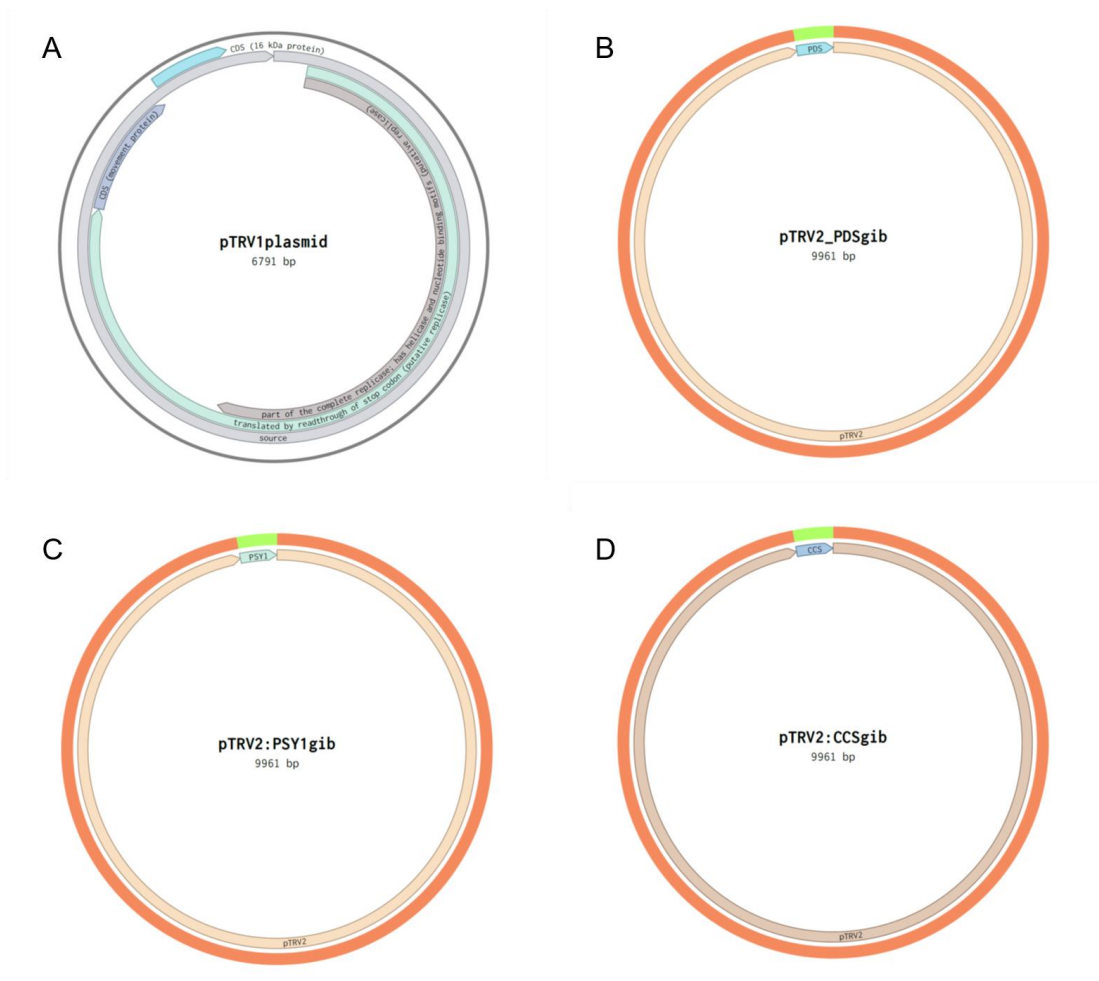 A
CDS (16 kDa protein)
CDS (movement protein)
part of the complete replicase, has helicase and nucleotide binding motifs (putative replicase)
translated by readthrough of stop codon (putative replicase)
source
pTRV1plasmid
6791 bp
B
PDS
pTRV2_PDSgib
9961 bp
pTRV2
C
PSY1
pTRV2:PSY1gib
9961 bp
pTRV2
D
CCS
pTRV2:CCSgib
9961 bp
pTRV2